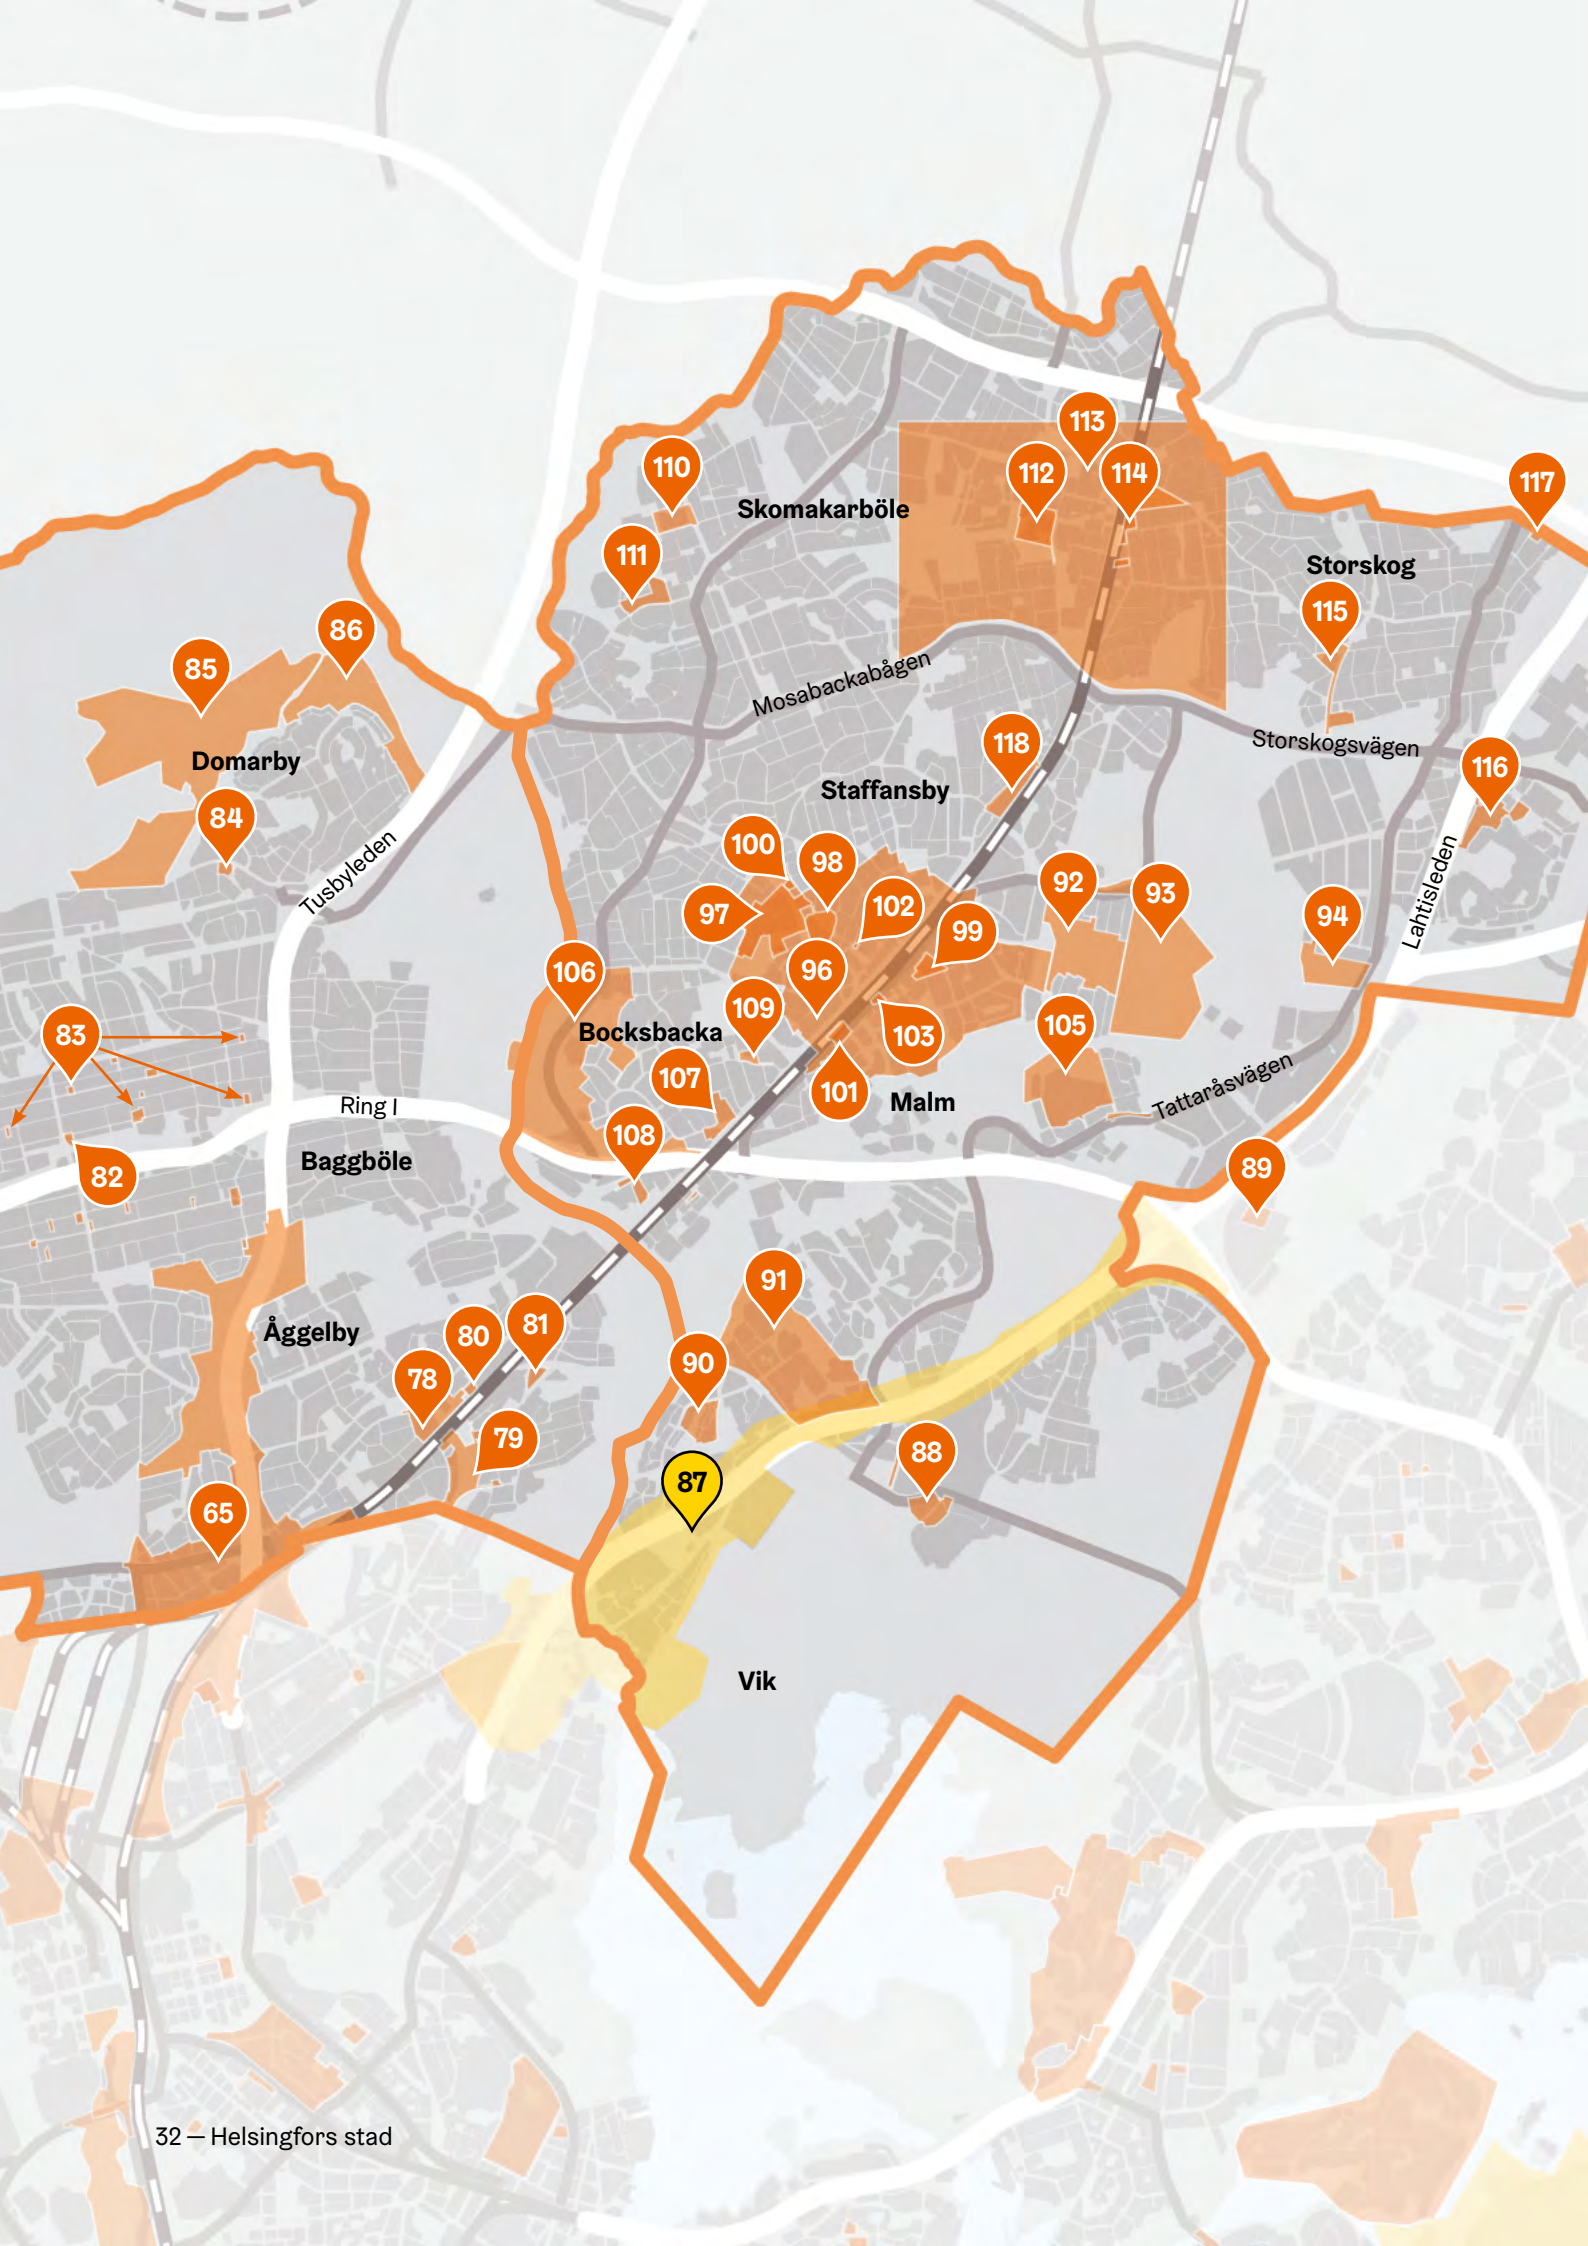 113
110
112
114
117
Skomakarböle
111
Storskog
115
86
85
Mosabackabågen
118
Storskogsvägen
Domarby
116
Staffansby
84
100
98
Tusbyleden
92
93
102
97
94
Lahtisleden
99
106
96
109
83
Bocksbacka
103
105
107
101
Tattaråsvägen
Malm
Ring I
108
Baggböle
82
89
91
Åggelby
80
81
90
78
79
88
87
65
Vik
32 — Helsingfors stad